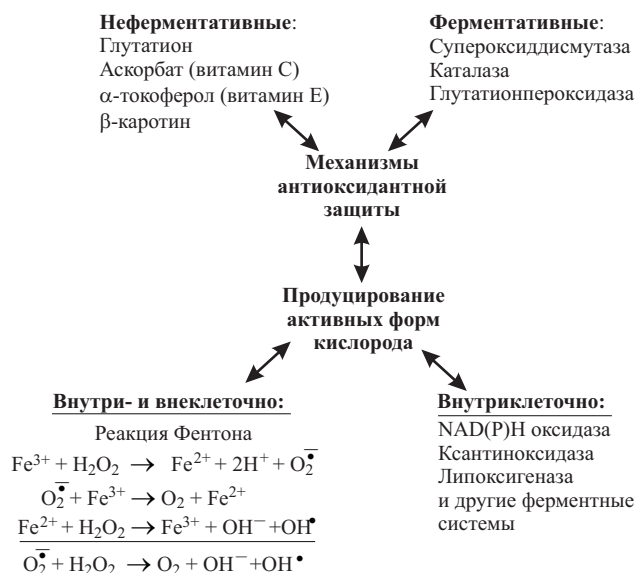 Неферментативные:
Глутатион
Аскорбат (витамин С)
α-токоферол (витамин Е)
β-каротин
Ферментативные:
Супероксиддисмутаза
Каталаза
Глутатионпероксидаза
Механизмы
антиоксидантной
защиты
Продуцирование
активных форм
кислорода
Внутри- и внеклеточно:
Реакция Фентона
Fe³⁺ + H₂O₂ → Fe²⁺ + 2H⁺ + O₂•̅
O₂•̅ + Fe³⁺ → O₂ + Fe²⁺
Fe²⁺ + H₂O₂ → Fe³⁺ + OH⁻ + OH•
O₂•̅ + H₂O₂ → O₂ + OH⁻ + OH•
Внутриклеточно:
NAD(P)H оксидаза
Ксантиноксидаза
Липоксигеназа
и другие ферментные
системы